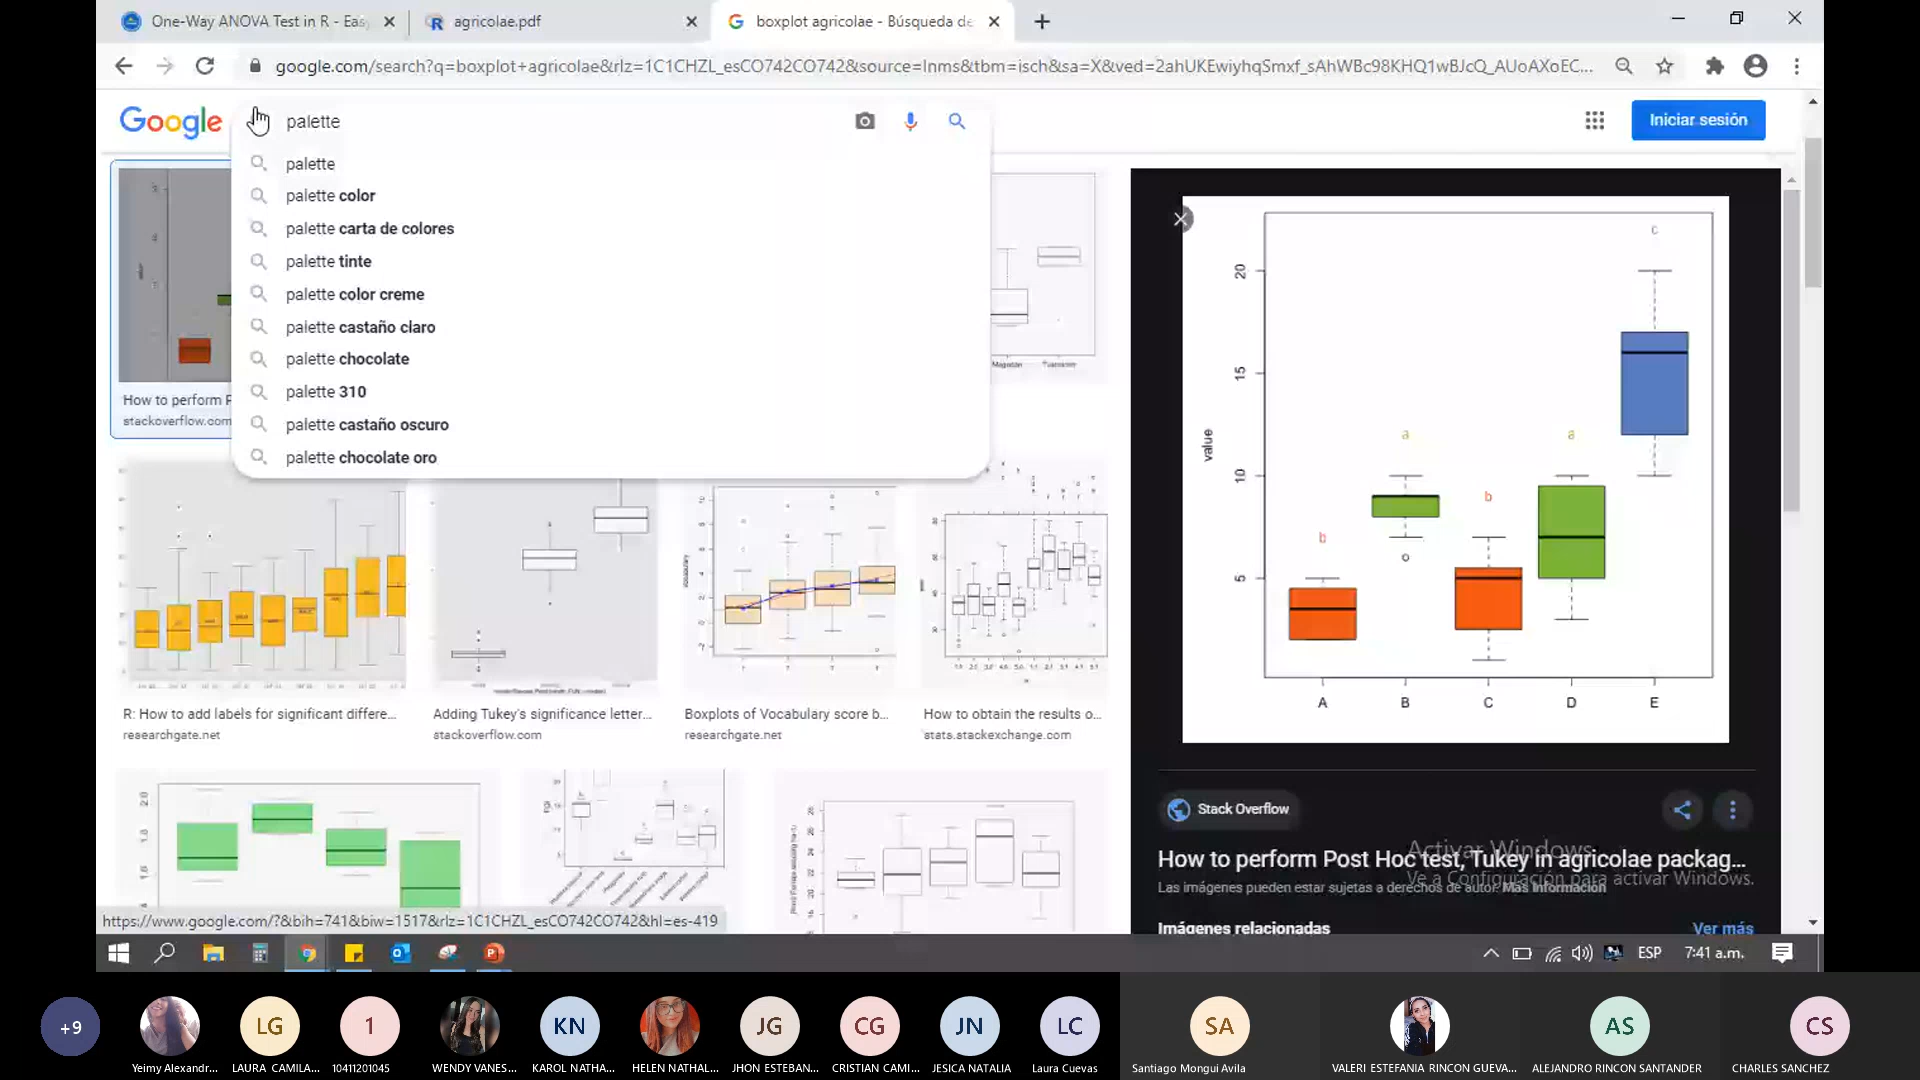 One-Way ANOVA Test in R - Eas
agricolae.pdf
boxplot agricolae - Búsqueda de
google.com/search?q=boxplot+agricolae&rlz=1C1CHZL_esCO742CO742&source=lnms&tbm=isch&sa=X&ved=2ahUKEwiyhqSmxf_sAhWBc98KHQ1wBJcQ_AUoAXoEC...
Google
palette
Iniciar sesión
palette
palette color
palette carta de colores
palette tinte
palette color creme
palette castaño claro
palette chocolate
palette 310
palette castaño oscuro
palette chocolate oro
How to perform P
stackoverflow.com
value
20
15
10
5
b
a
b
a
c
A B C D E
R: How to add labels for significant differe...
researchgate.net
Adding Tukey's significance letter...
stackoverflow.com
Boxplots of Vocabulary score b...
researchgate.net
How to obtain the results o...
stats.stackexchange.com
Stack Overflow
How to perform Post Hoc test, Tukey in agricolae packag...
Las imágenes pueden estar sujetas a derechos de autor. Más información
Activar Windows
Ve a Configuración para activar Windows.
Imágenes relacionadas
Ver más
https://www.google.com/?&bih=741&biw=1517&rlz=1C1CHZL_esCO742CO742&hl=es-419
ESP
7:41 a.m.
+9
LG
1
KN
JG
CG
JN
LC
SA
AS
CS
Yeimy Alexandr...
LAURA CAMILA...
10411201045
WENDY VANES...
KAROL NATHA...
HELEN NATHAL...
JHON ESTEBAN...
CRISTIAN CAMI...
JESICA NATALIA
Laura Cuevas
Santiago Mongui Avila
VALERI ESTEFANIA RINCON GUEVA...
ALEJANDRO RINCON SANTANDER
CHARLES SANCHEZ